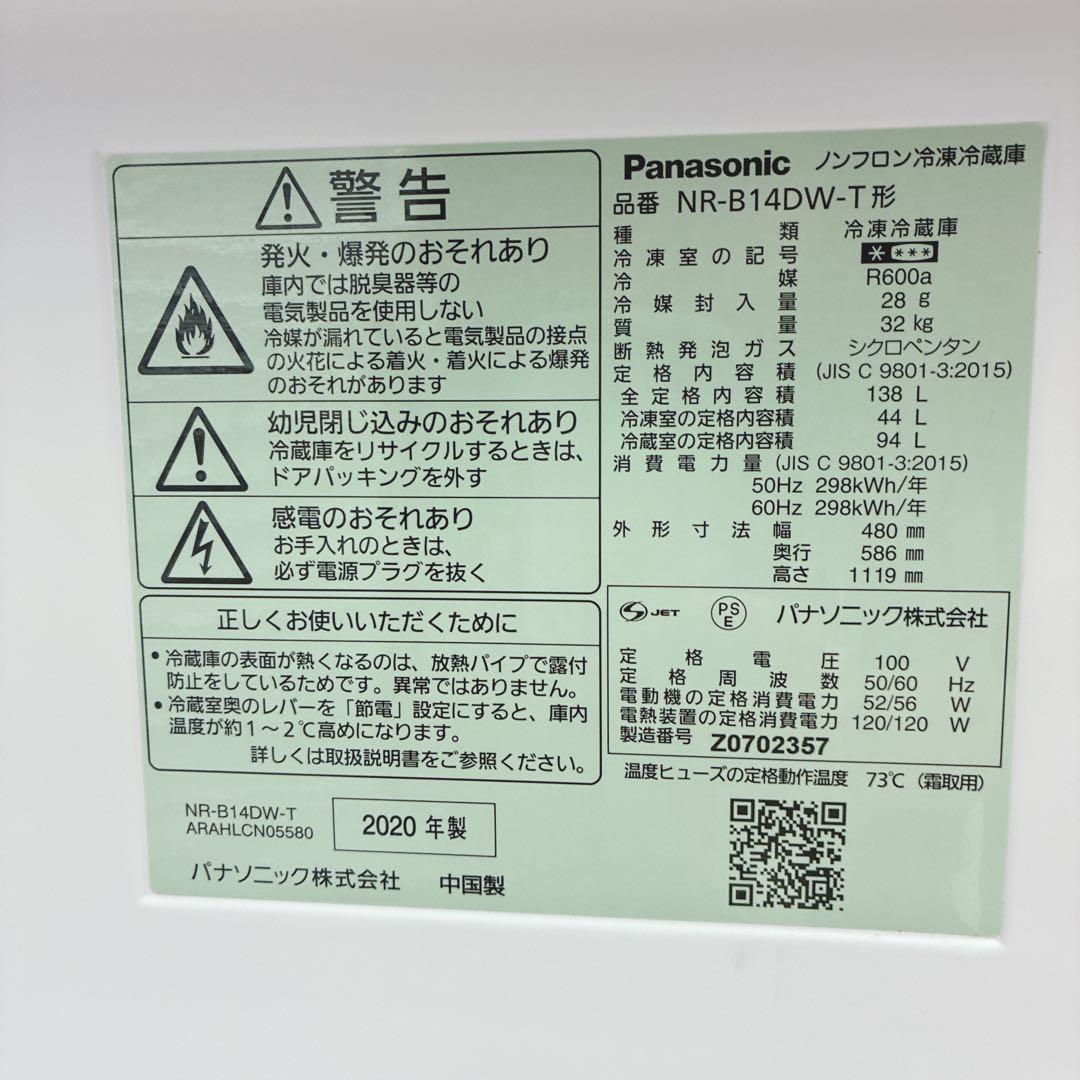 警告
発火・爆発のおそれあり
庫内では脱臭器等の
電気製品を使用しない
冷媒が漏れていると電気製品の接点
の火花による着火・着火による爆発
のおそれがあります
幼児閉じ込みのおそれあり
冷蔵庫をリサイクルするときは、
ドアパッキングを外す
感電のおそれあり
お手入れのときは、
必ず電源プラグを抜く
正しくお使いいただくために
•冷蔵庫の表面が熱くなるのは、放熱パイプで露付
防止をしているためです。異常ではありません。
•冷蔵室奥のレバーを「節電」設定にすると、庫内
温度が約1～2℃高めになります。
詳しくは取扱説明書をご参照ください。
NR-B14DW-T
ARAHLCN05580
2020 年製
パナソニック株式会社 中国製
Panasonic ノンフロン冷凍冷蔵庫
品番 NR-B14DW-T形
種類 冷凍冷蔵庫
冷凍室の記号 * ***
冷媒 R600a
冷媒封入量 28 g
質量 32 kg
断熱発泡ガス シクロペンタン
定格内容積 (JIS C 9801-3:2015)
全定格内容積 138 L
冷凍室の定格内容積 44 L
冷蔵室の定格内容積 94 L
消費電力量 (JIS C 9801-3:2015)
50Hz 298kWh/年
60Hz 298kWh/年
外形寸法 幅 480 mm
奥行 586 mm
高さ 1119 mm
JET PSE パナソニック株式会社
定格電圧 100 V
定格周波数 50/60 Hz
電動機の定格消費電力 52/56 W
電熱装置の定格消費電力 120/120 W
製造番号 Z0702357
温度ヒューズの定格動作温度 73℃（霜取用）